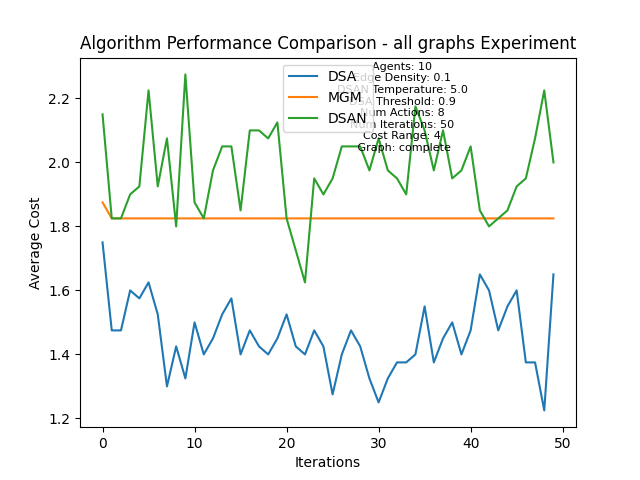 Algorithm Performance Comparison - all graphs Experiment
Agents: 10
Edge Density: 0.1
DSAN Temperature: 5.0
DSA Threshold: 0.9
Num Actions: 8
Num Iterations: 50
Cost Range: 4
Graph: complete
DSA
MGM
DSAN
Average Cost
2.2
2.0
1.8
1.6
1.4
1.2
0 10 20 30 40 50
Iterations